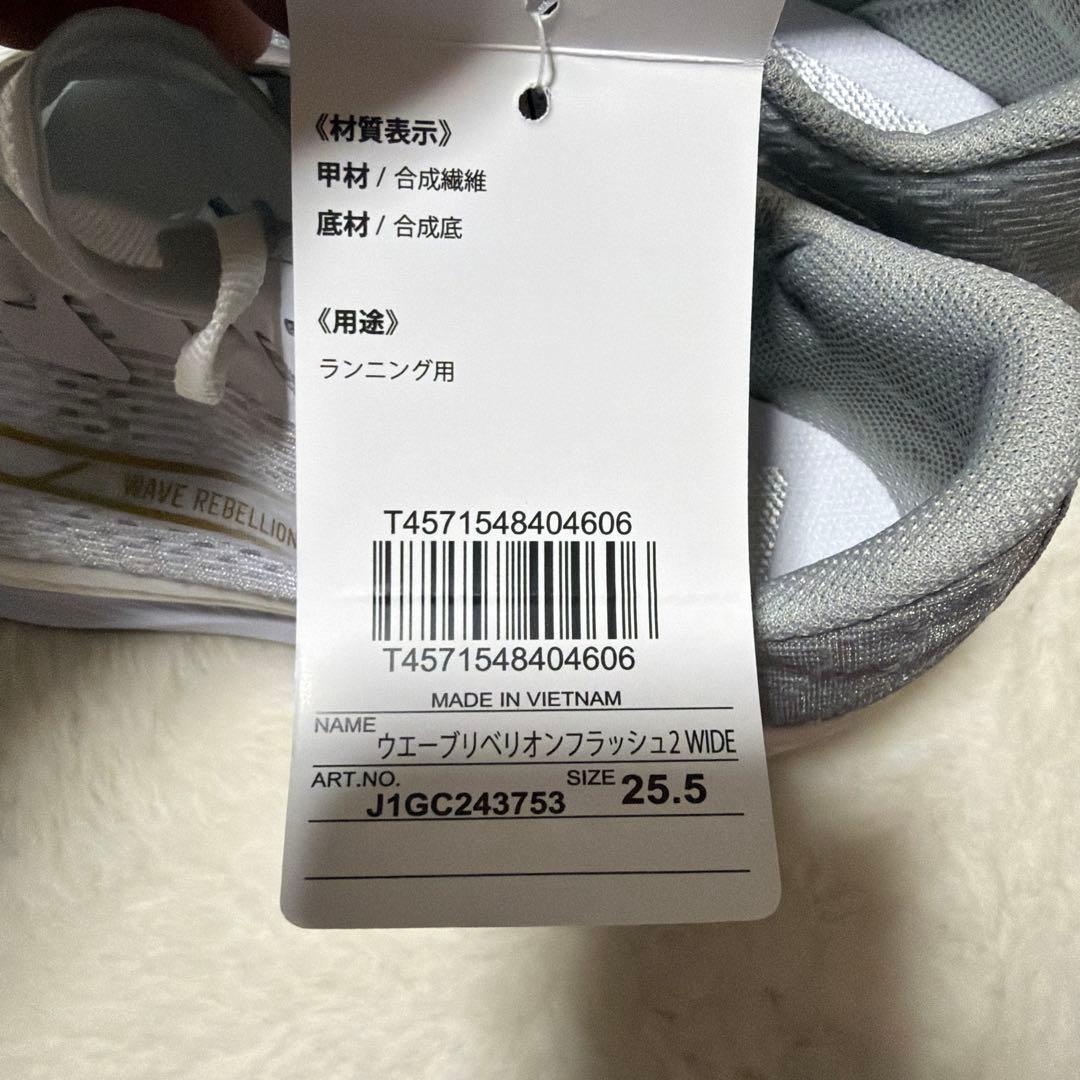 《材質表示》
甲材 / 合成繊維
底材 / 合成底
《用途》
ランニング用
WAVE REBELLION
T4571548404606
T4571548404606
MADE IN VIETNAM
NAME ウエーブリベリオンフラッシュ2 WIDE
ART.NO. J1GC243753 SIZE 25.5